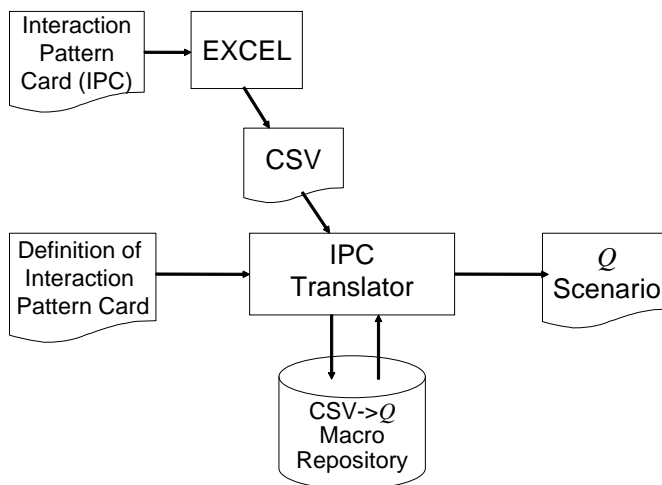 Interaction
Pattern
Card (IPC)
EXCEL
CSV
Definition of
Interaction
Pattern Card
IPC
Translator
Q
Scenario
CSV->Q
Macro
Repository